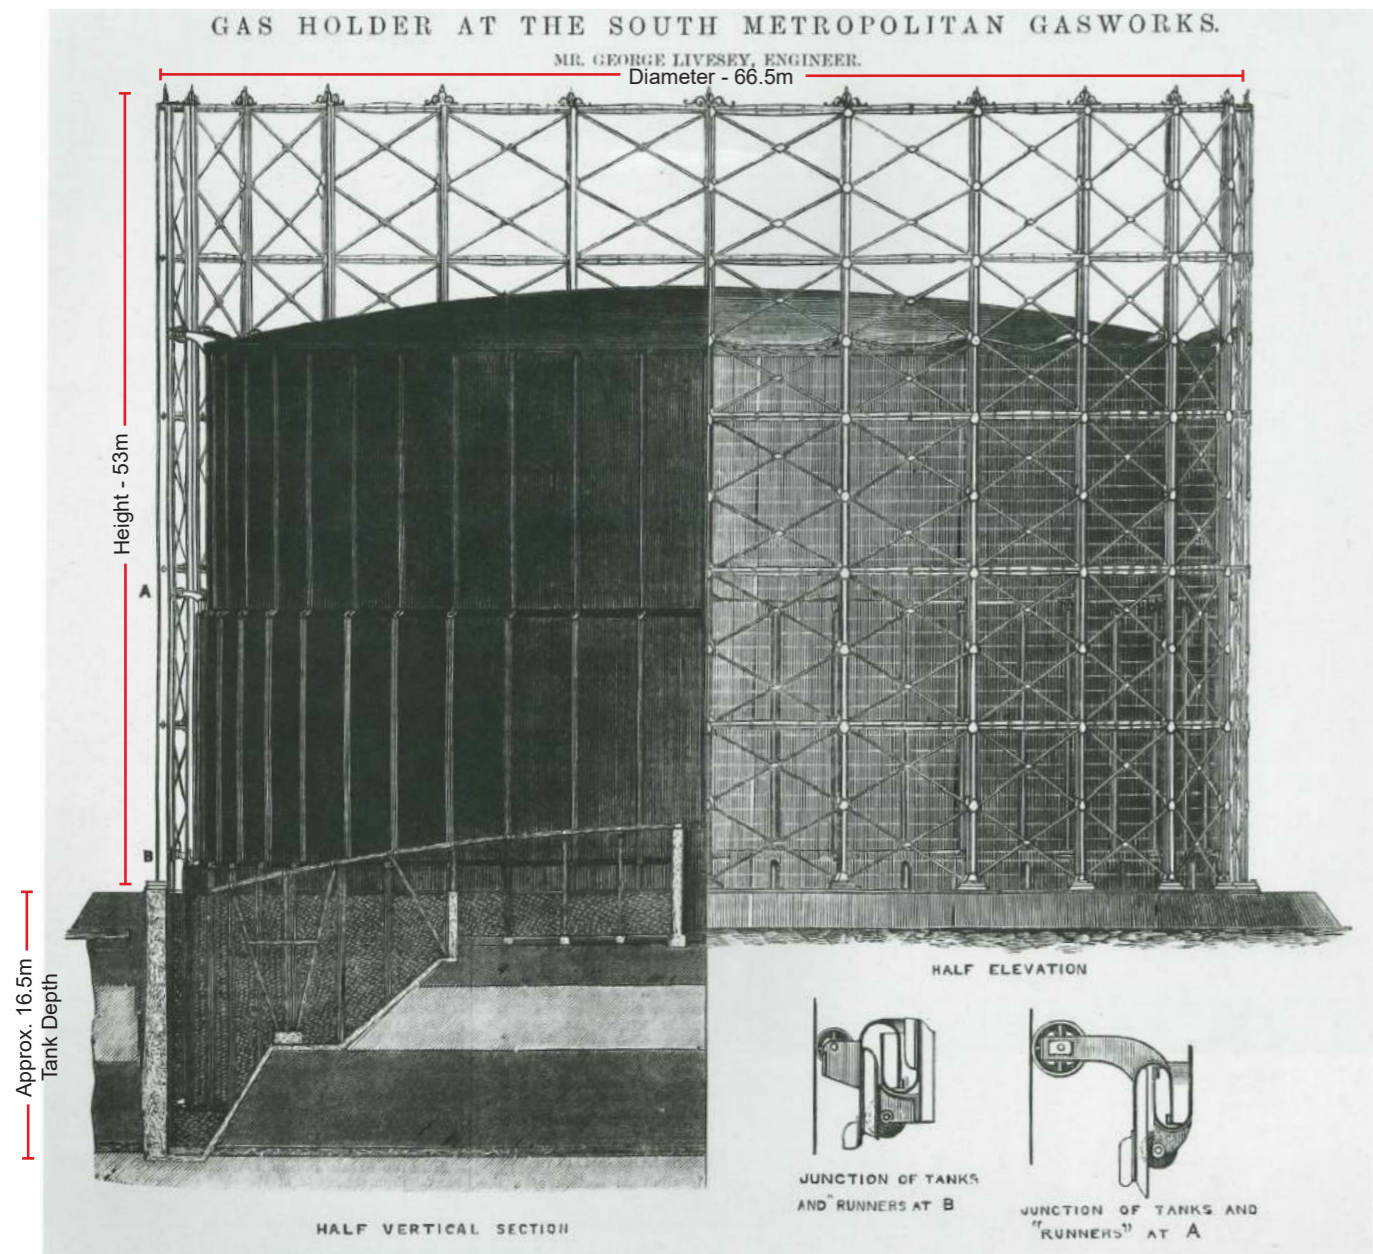 GAS HOLDER AT THE SOUTH METROPOLITAN GASWORKS.
MR. GEORGE LIVESEY, ENGINEER.
Diameter - 66.5m
Height - 53m
A
B
Approx. 16.5m
Tank Depth
HALF ELEVATION
JUNCTION OF TANKS
AND "RUNNERS AT B
JUNCTION OF TANKS AND
"RUNNERS" AT A
HALF VERTICAL SECTION